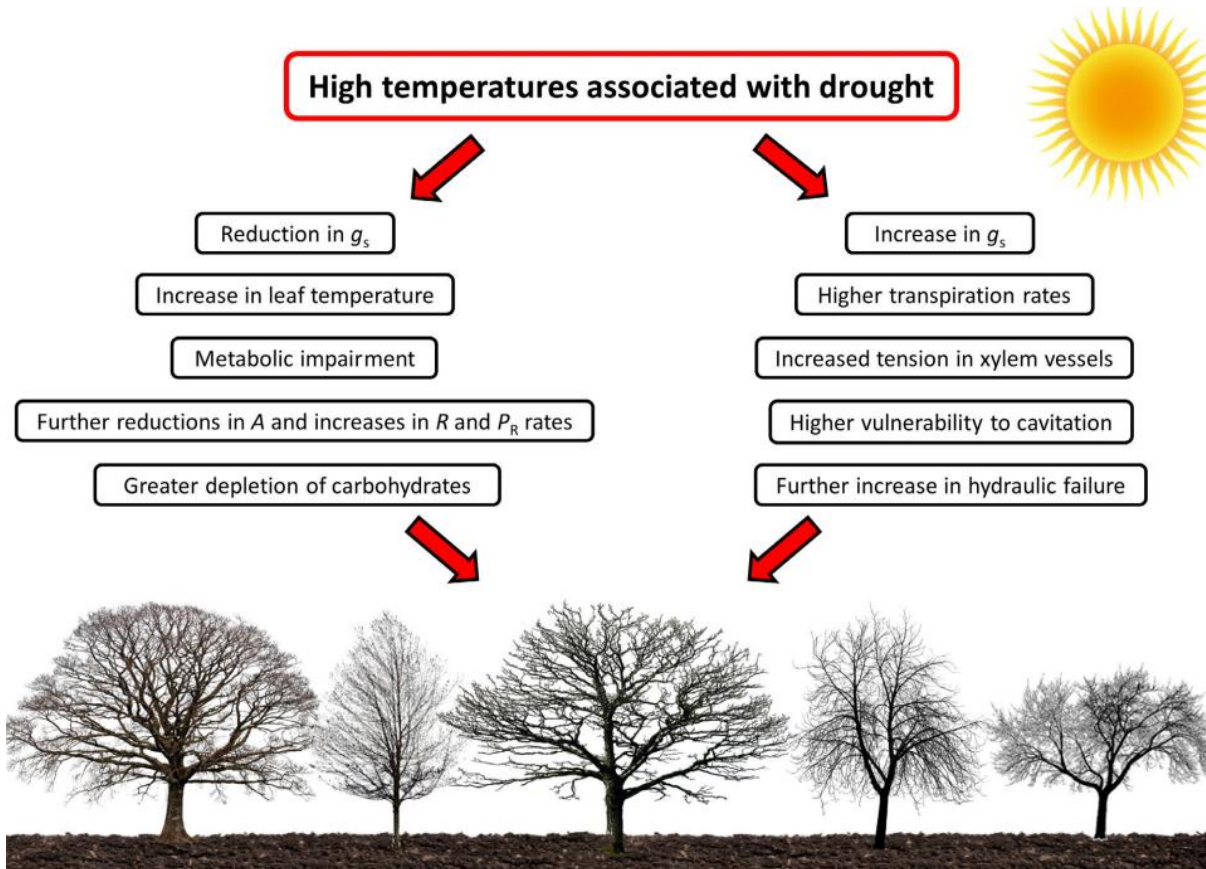 High temperatures associated with drought
Reduction in gs
Increase in leaf temperature
Metabolic impairment
Further reductions in A and increases in R and PR rates
Greater depletion of carbohydrates
Increase in gs
Higher transpiration rates
Increased tension in xylem vessels
Higher vulnerability to cavitation
Further increase in hydraulic failure